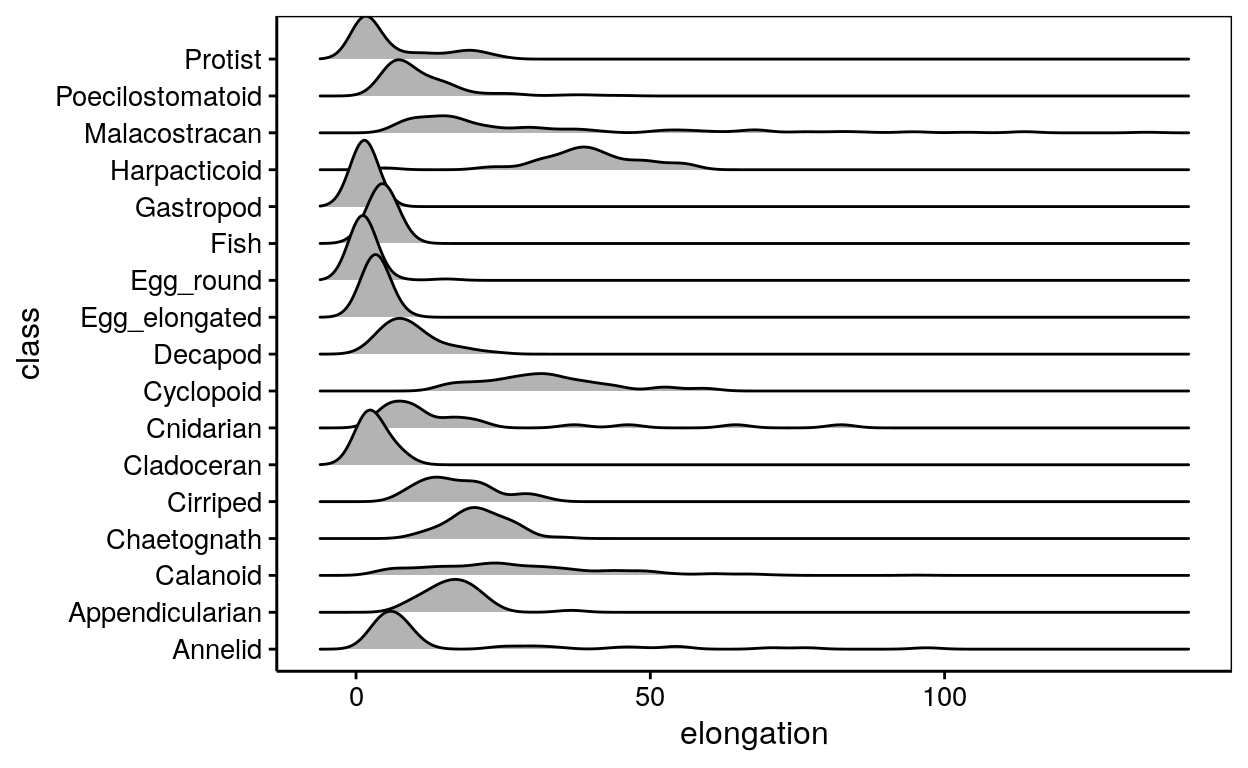 Protist
Poecilostomatoid
Malacostracan
Harpacticoid
Gastropod
Fish
Egg_round
Egg_elongated
Decapod
Cyclopoid
Cnidarian
Cladoceran
Cirriped
Chaetognath
Calanoid
Appendicularian
Annelid
class
0 50 100
elongation